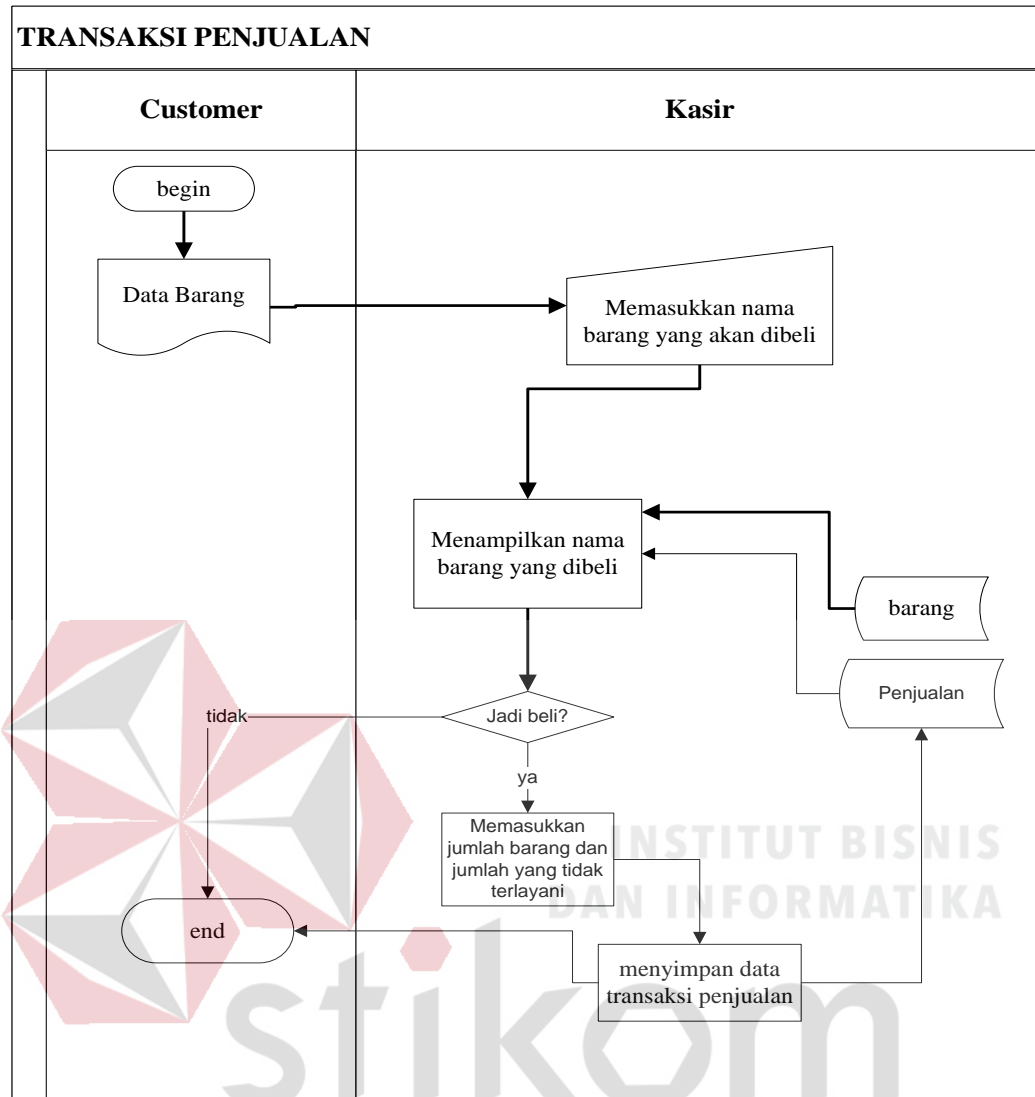 TRANSAKSI PENJUALAN
Customer
Kasir
begin
Data Barang
Memasukkan nama
barang yang akan dibeli
Menampilkan nama
barang yang dibeli
barang
Penjualan
Jadi beli?
tidak
ya
Memasukkan
jumlah barang dan
jumlah yang tidak
terlayani
INSTITUT BISNIS
DAN INFORMATIKA
end
menyimpan data
transaksi penjualan
stikom